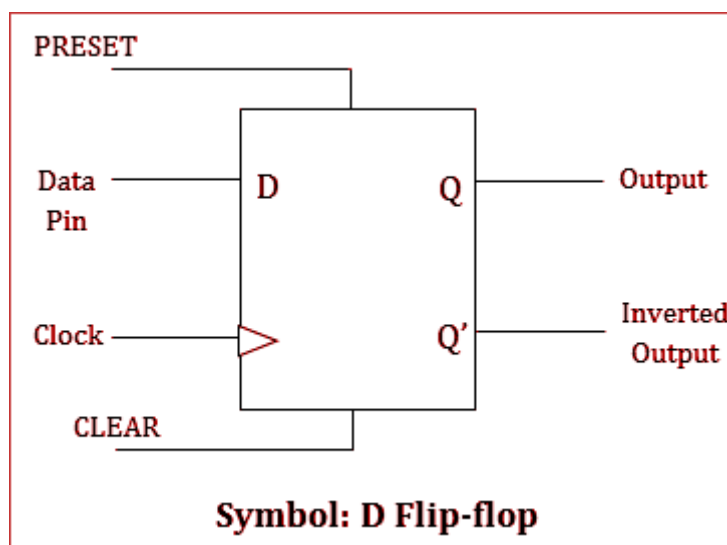 PRESET
Data
Pin
D
Q
Output
Clock
Q’
Inverted
Output
CLEAR
Symbol: D Flip-flop